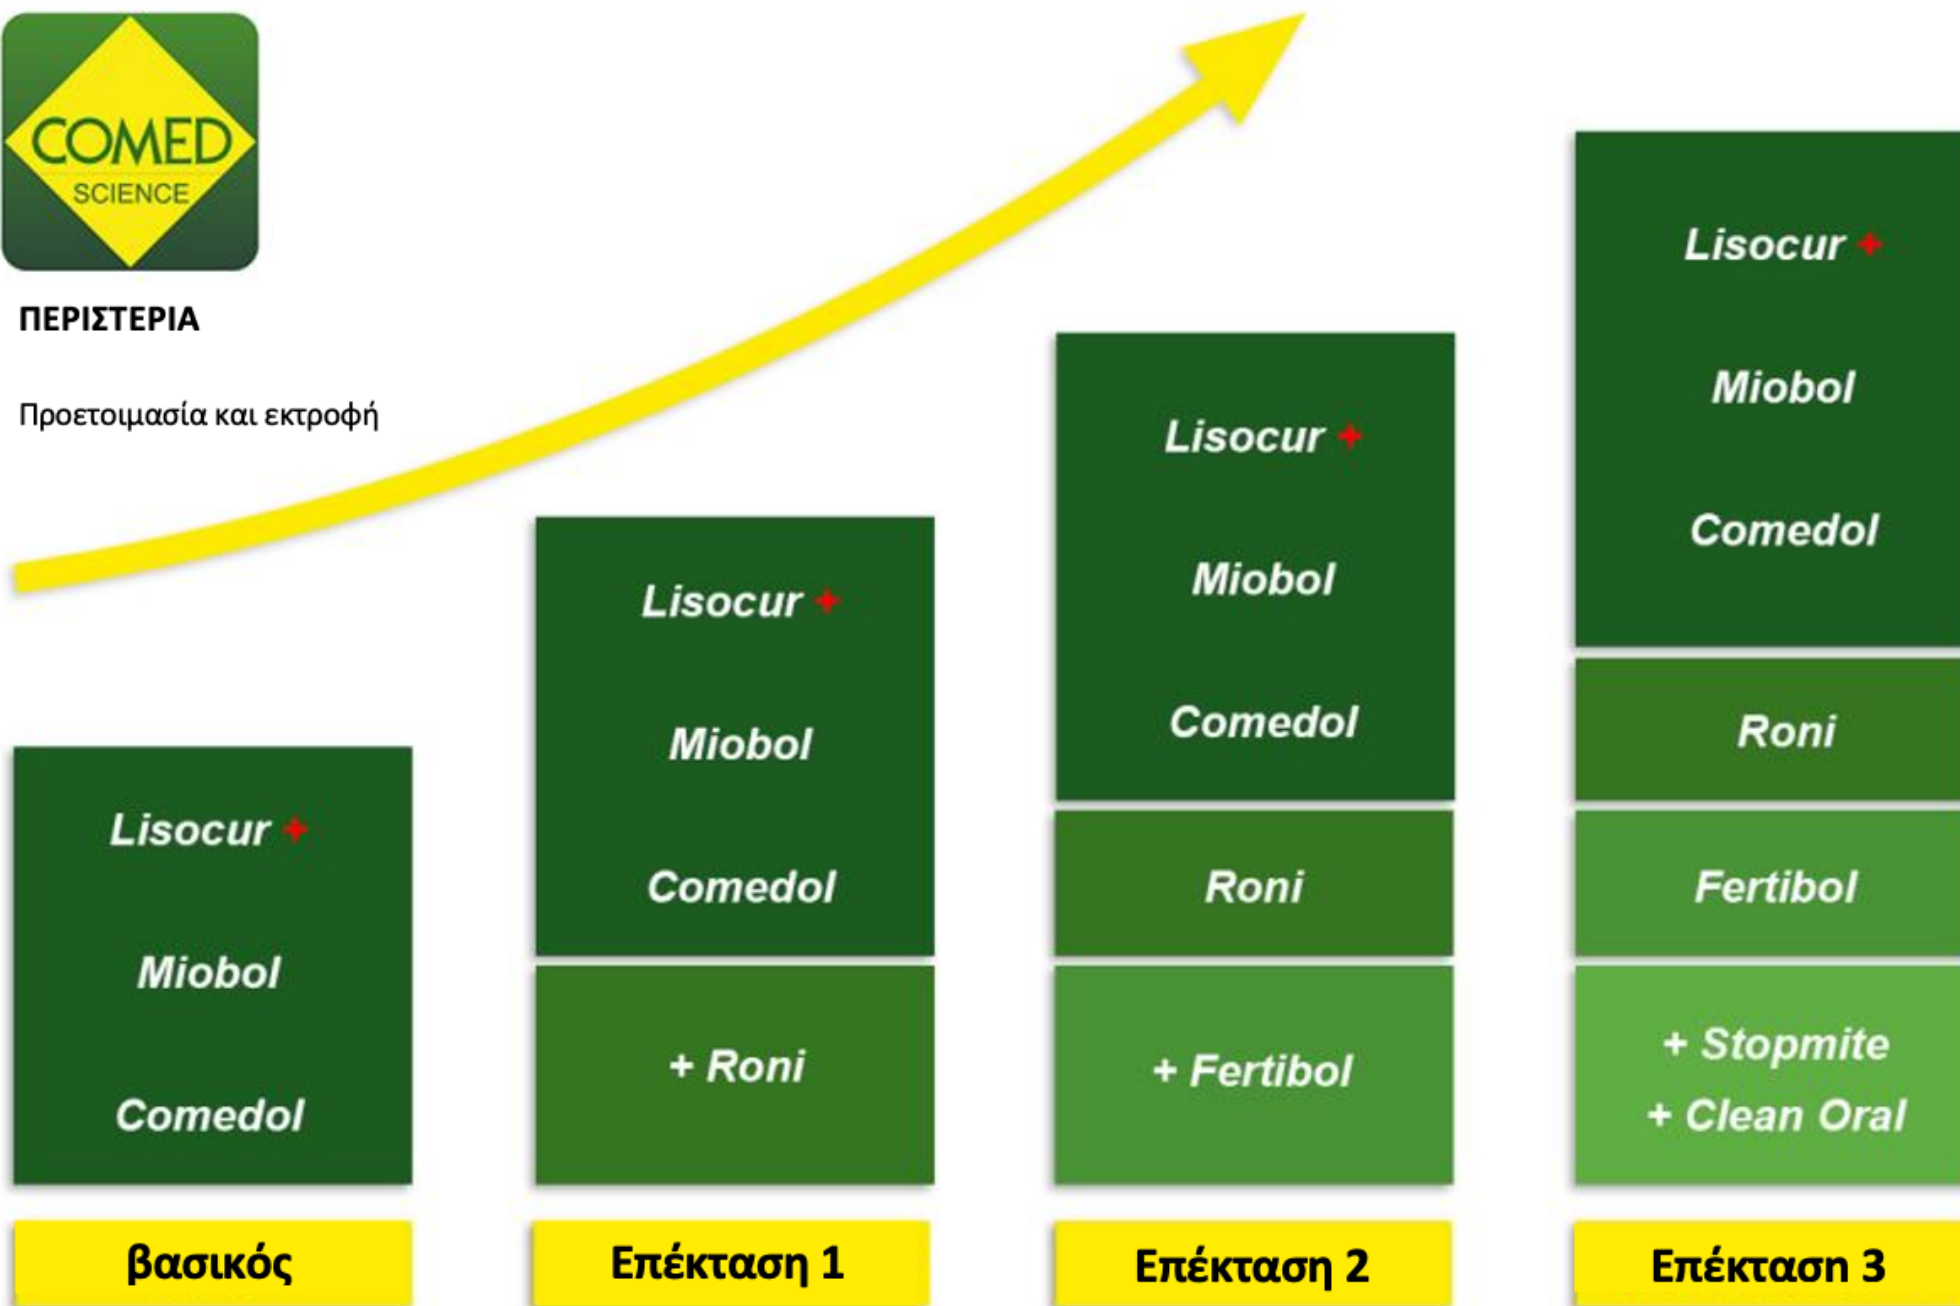 COMED
SCIENCE
ΠΕΡΙΣΤΕΡΙΑ
Προετοιμασία και εκτροφή
Lisocur +
Miobol
Comedol
βασικός
Lisocur +
Miobol
Comedol
+ Roni
Επέκταση 1
Lisocur +
Miobol
Comedol
Roni
+ Fertibol
Επέκταση 2
Lisocur +
Miobol
Comedol
Roni
Fertibol
+ Stopmite
+ Clean Oral
Επέκταση 3